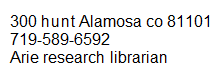 300 hunt Alamosa co 81101
719-589-6592
Arie research librarian